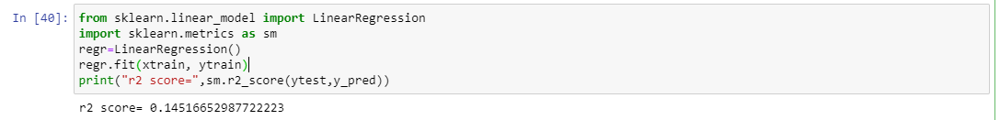 In [40]: from sklearn.linear_model import LinearRegression
import sklearn.metrics as sm
regr=LinearRegression()
regr.fit(xtrain, ytrain)
print("r2 score=",sm.r2_score(ytest,y_pred))
r2 score= 0.14516652987722223